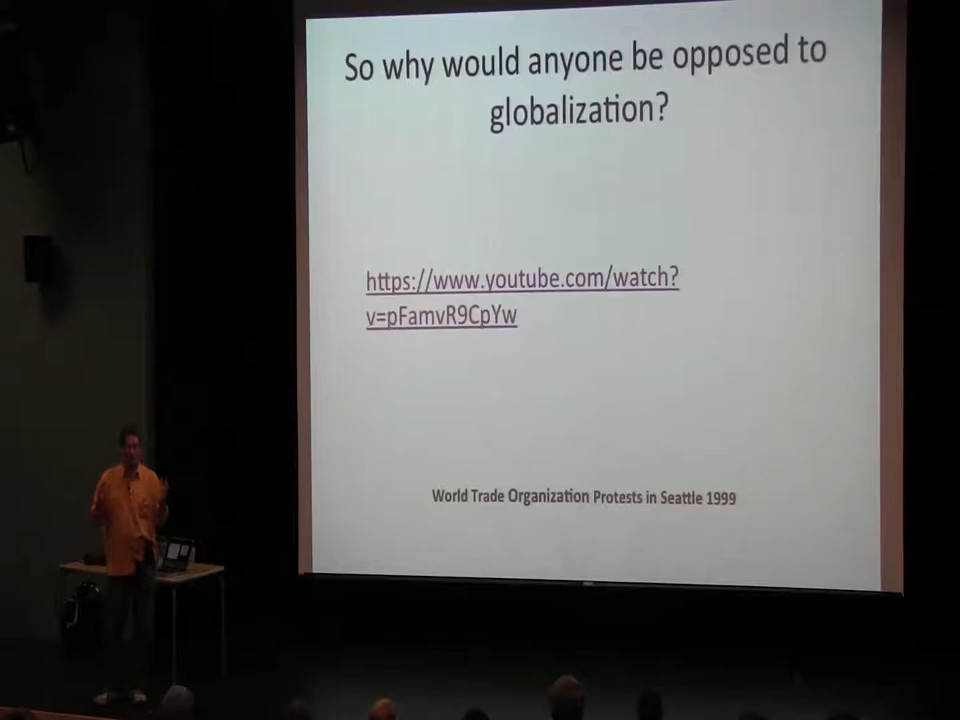 So why would anyone be opposed to
globalization?
https://www.youtube.com/watch?
v=pFamvR9CpYw
World Trade Organization Protests in Seattle 1999